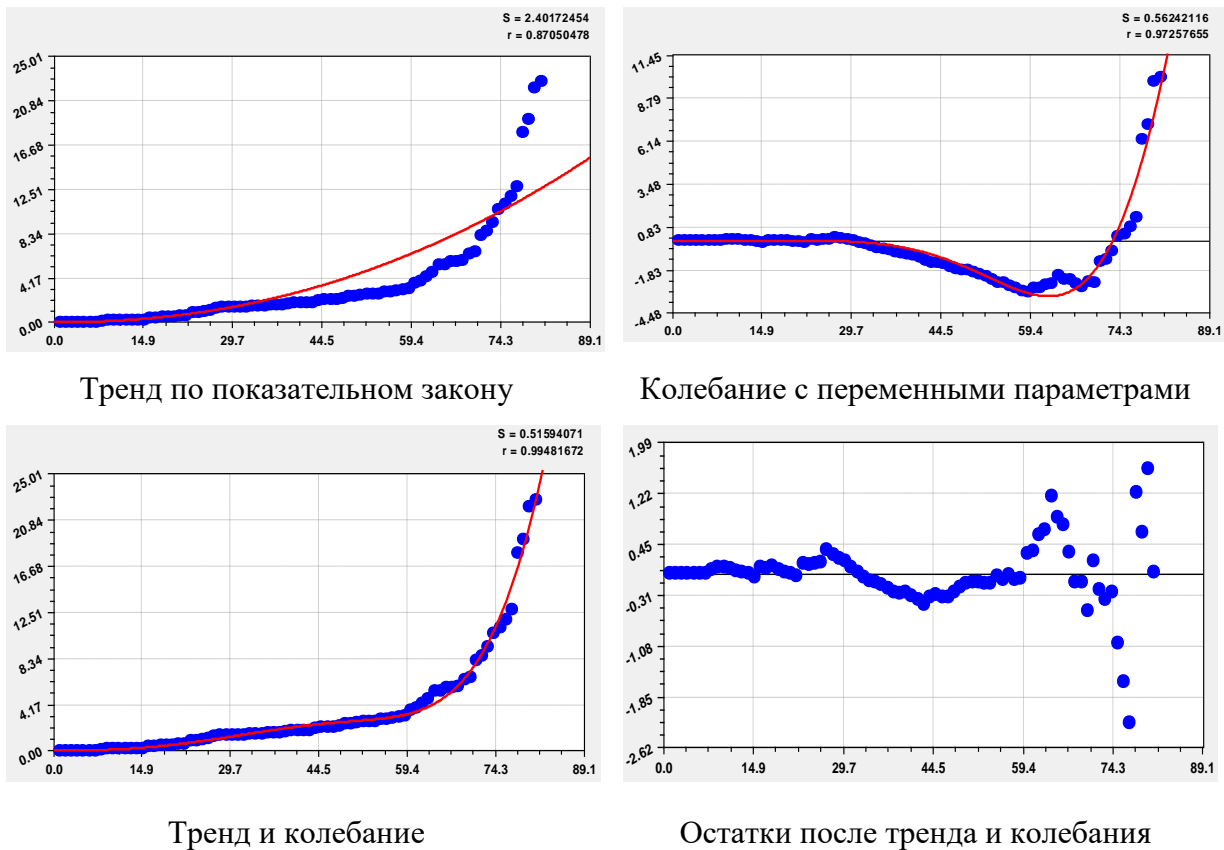 S = 2.40172454
r = 0.87050478
25.01
20.84
16.68
12.51
8.34
4.17
0.00
0.0 14.9 29.7 44.5 59.4 74.3 89.1
S = 0.56242116
r = 0.97257655
11.45
8.79
6.14
3.48
0.83
-1.83
-4.48
0.0 14.9 29.7 44.5 59.4 74.3 89.1
Тренд по показательном закону
Колебание с переменными параметрами
S = 0.51594071
r = 0.99481672
25.01
20.84
16.68
12.51
8.34
4.17
0.00
0.0 14.9 29.7 44.5 59.4 74.3 89.1
1.99
1.22
0.45
-0.31
-1.08
-1.85
-2.62
0.0 14.9 29.7 44.5 59.4 74.3 89.1
Тренд и колебание
Остатки после тренда и колебания